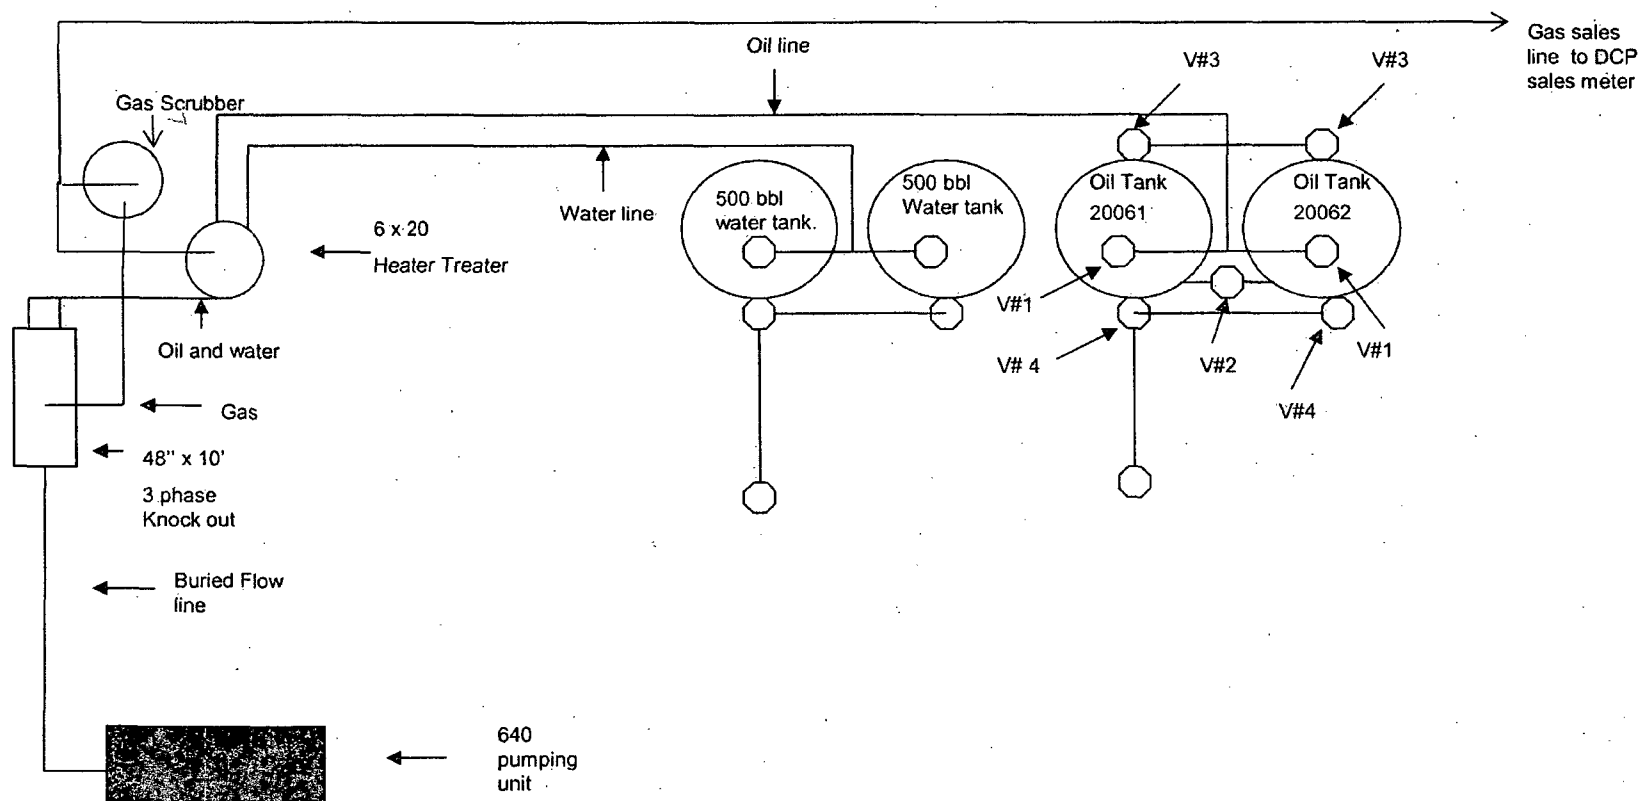 Gas sales
line to DCP
sales meter
Oil line
V#3
V#3
Gas Scrubber
500 bbl
water tank.
500 bbl
Water tank
Oil Tank
20061
Oil Tank
20062
Water line
6 x 20
Heater Treater
V#1
Oil and water
V# 4
V#2
V#1
Gas
V#4
48" x 10'
3 phase
Knock out
Buried Flow
line
640
pumping
unit